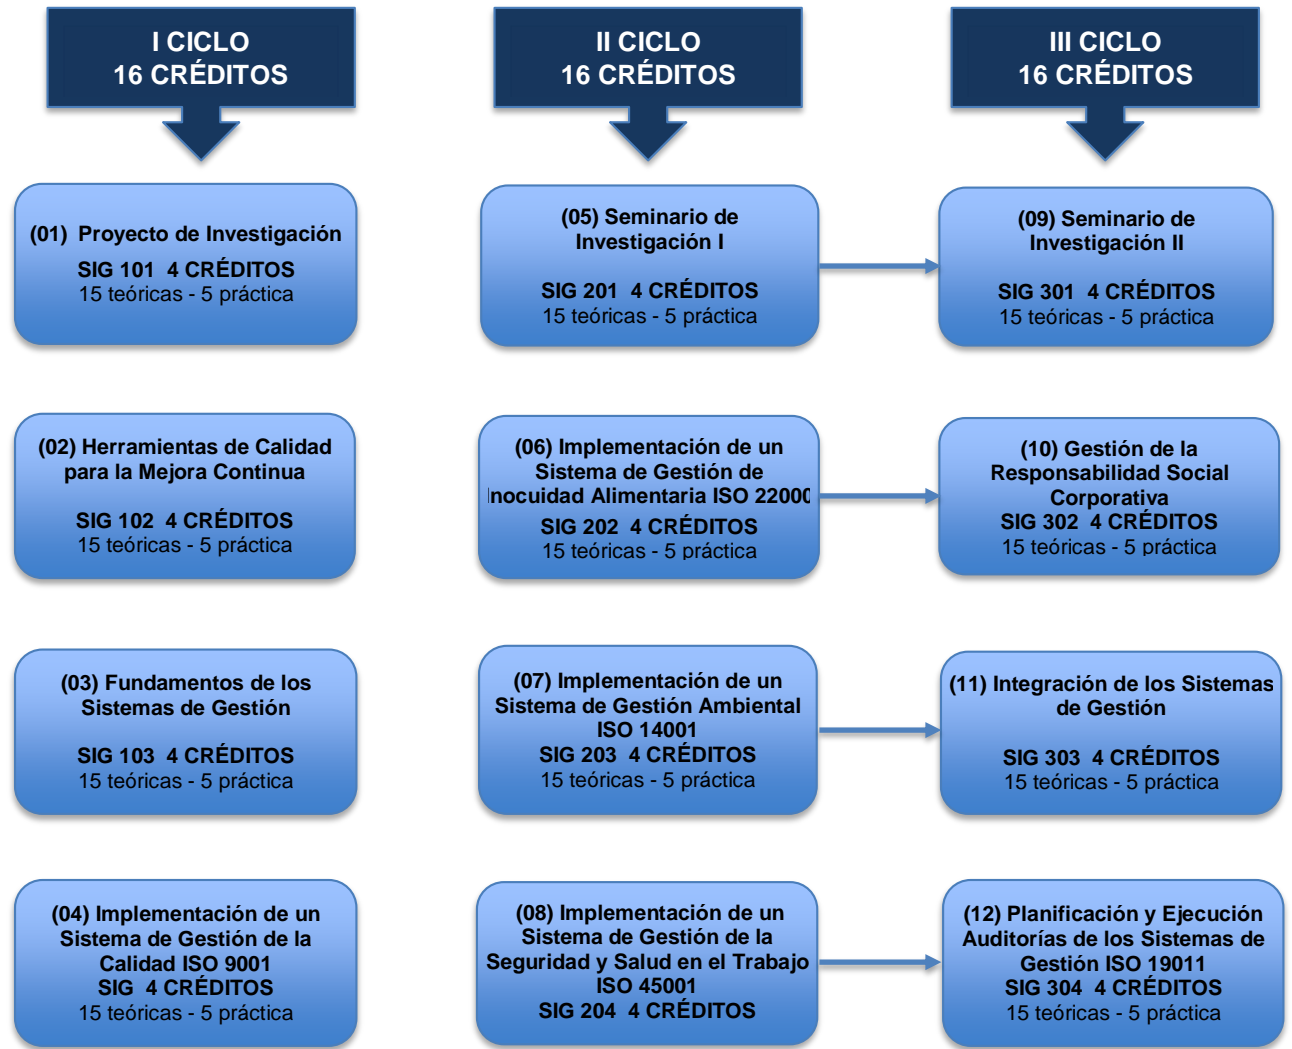 I CICLO
16 CRÉDITOS
(01) Proyecto de Investigación
SIG 101 4 CRÉDITOS
15 teóricas - 5 práctica
(02) Herramientas de Calidad
para la Mejora Continua
SIG 102 4 CRÉDITOS
15 teóricas - 5 práctica
(03) Fundamentos de los
Sistemas de Gestión
SIG 103 4 CRÉDITOS
15 teóricas - 5 práctica
(04) Implementación de un
Sistema de Gestión de la
Calidad ISO 9001
SIG 4 CRÉDITOS
15 teóricas - 5 práctica
II CICLO
16 CRÉDITOS
(05) Seminario de
Investigación I
SIG 201 4 CRÉDITOS
15 teóricas - 5 práctica
(06) Implementación de un
Sistema de Gestión de
Inocuidad Alimentaria ISO 22000
SIG 202 4 CRÉDITOS
15 teóricas - 5 práctica
(07) Implementación de un
Sistema de Gestión Ambiental
ISO 14001
SIG 203 4 CRÉDITOS
15 teóricas - 5 práctica
(08) Implementación de un
Sistema de Gestión de la
Seguridad y Salud en el Trabajo
ISO 45001
SIG 204 4 CRÉDITOS
III CICLO
16 CRÉDITOS
(09) Seminario de
Investigación II
SIG 301 4 CRÉDITOS
15 teóricas - 5 práctica
(10) Gestión de la
Responsabilidad Social
Corporativa
SIG 302 4 CRÉDITOS
15 teóricas - 5 práctica
(11) Integración de los Sistemas
de Gestión
SIG 303 4 CRÉDITOS
15 teóricas - 5 práctica
(12) Planificación y Ejecución
Auditorías de los Sistemas de
Gestión ISO 19011
SIG 304 4 CRÉDITOS
15 teóricas - 5 práctica